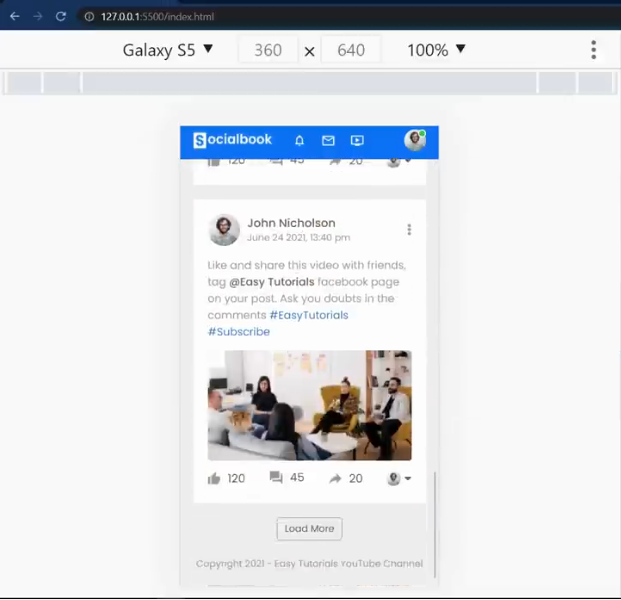 127.0.0.1:5500/index.html
Galaxy S5 ▼ 360 × 640 100% ▼
Socialbook
120 45 20
John Nicholson
June 24 2021, 13:40 pm
Like and share this video with friends,
tag @Easy Tutorials facebook page
on your post. Ask you doubts in the
comments #EasyTutorials
#Subscribe
120 45 20
Load More
Copyright 2021 - Easy Tutorials YouTube Channel